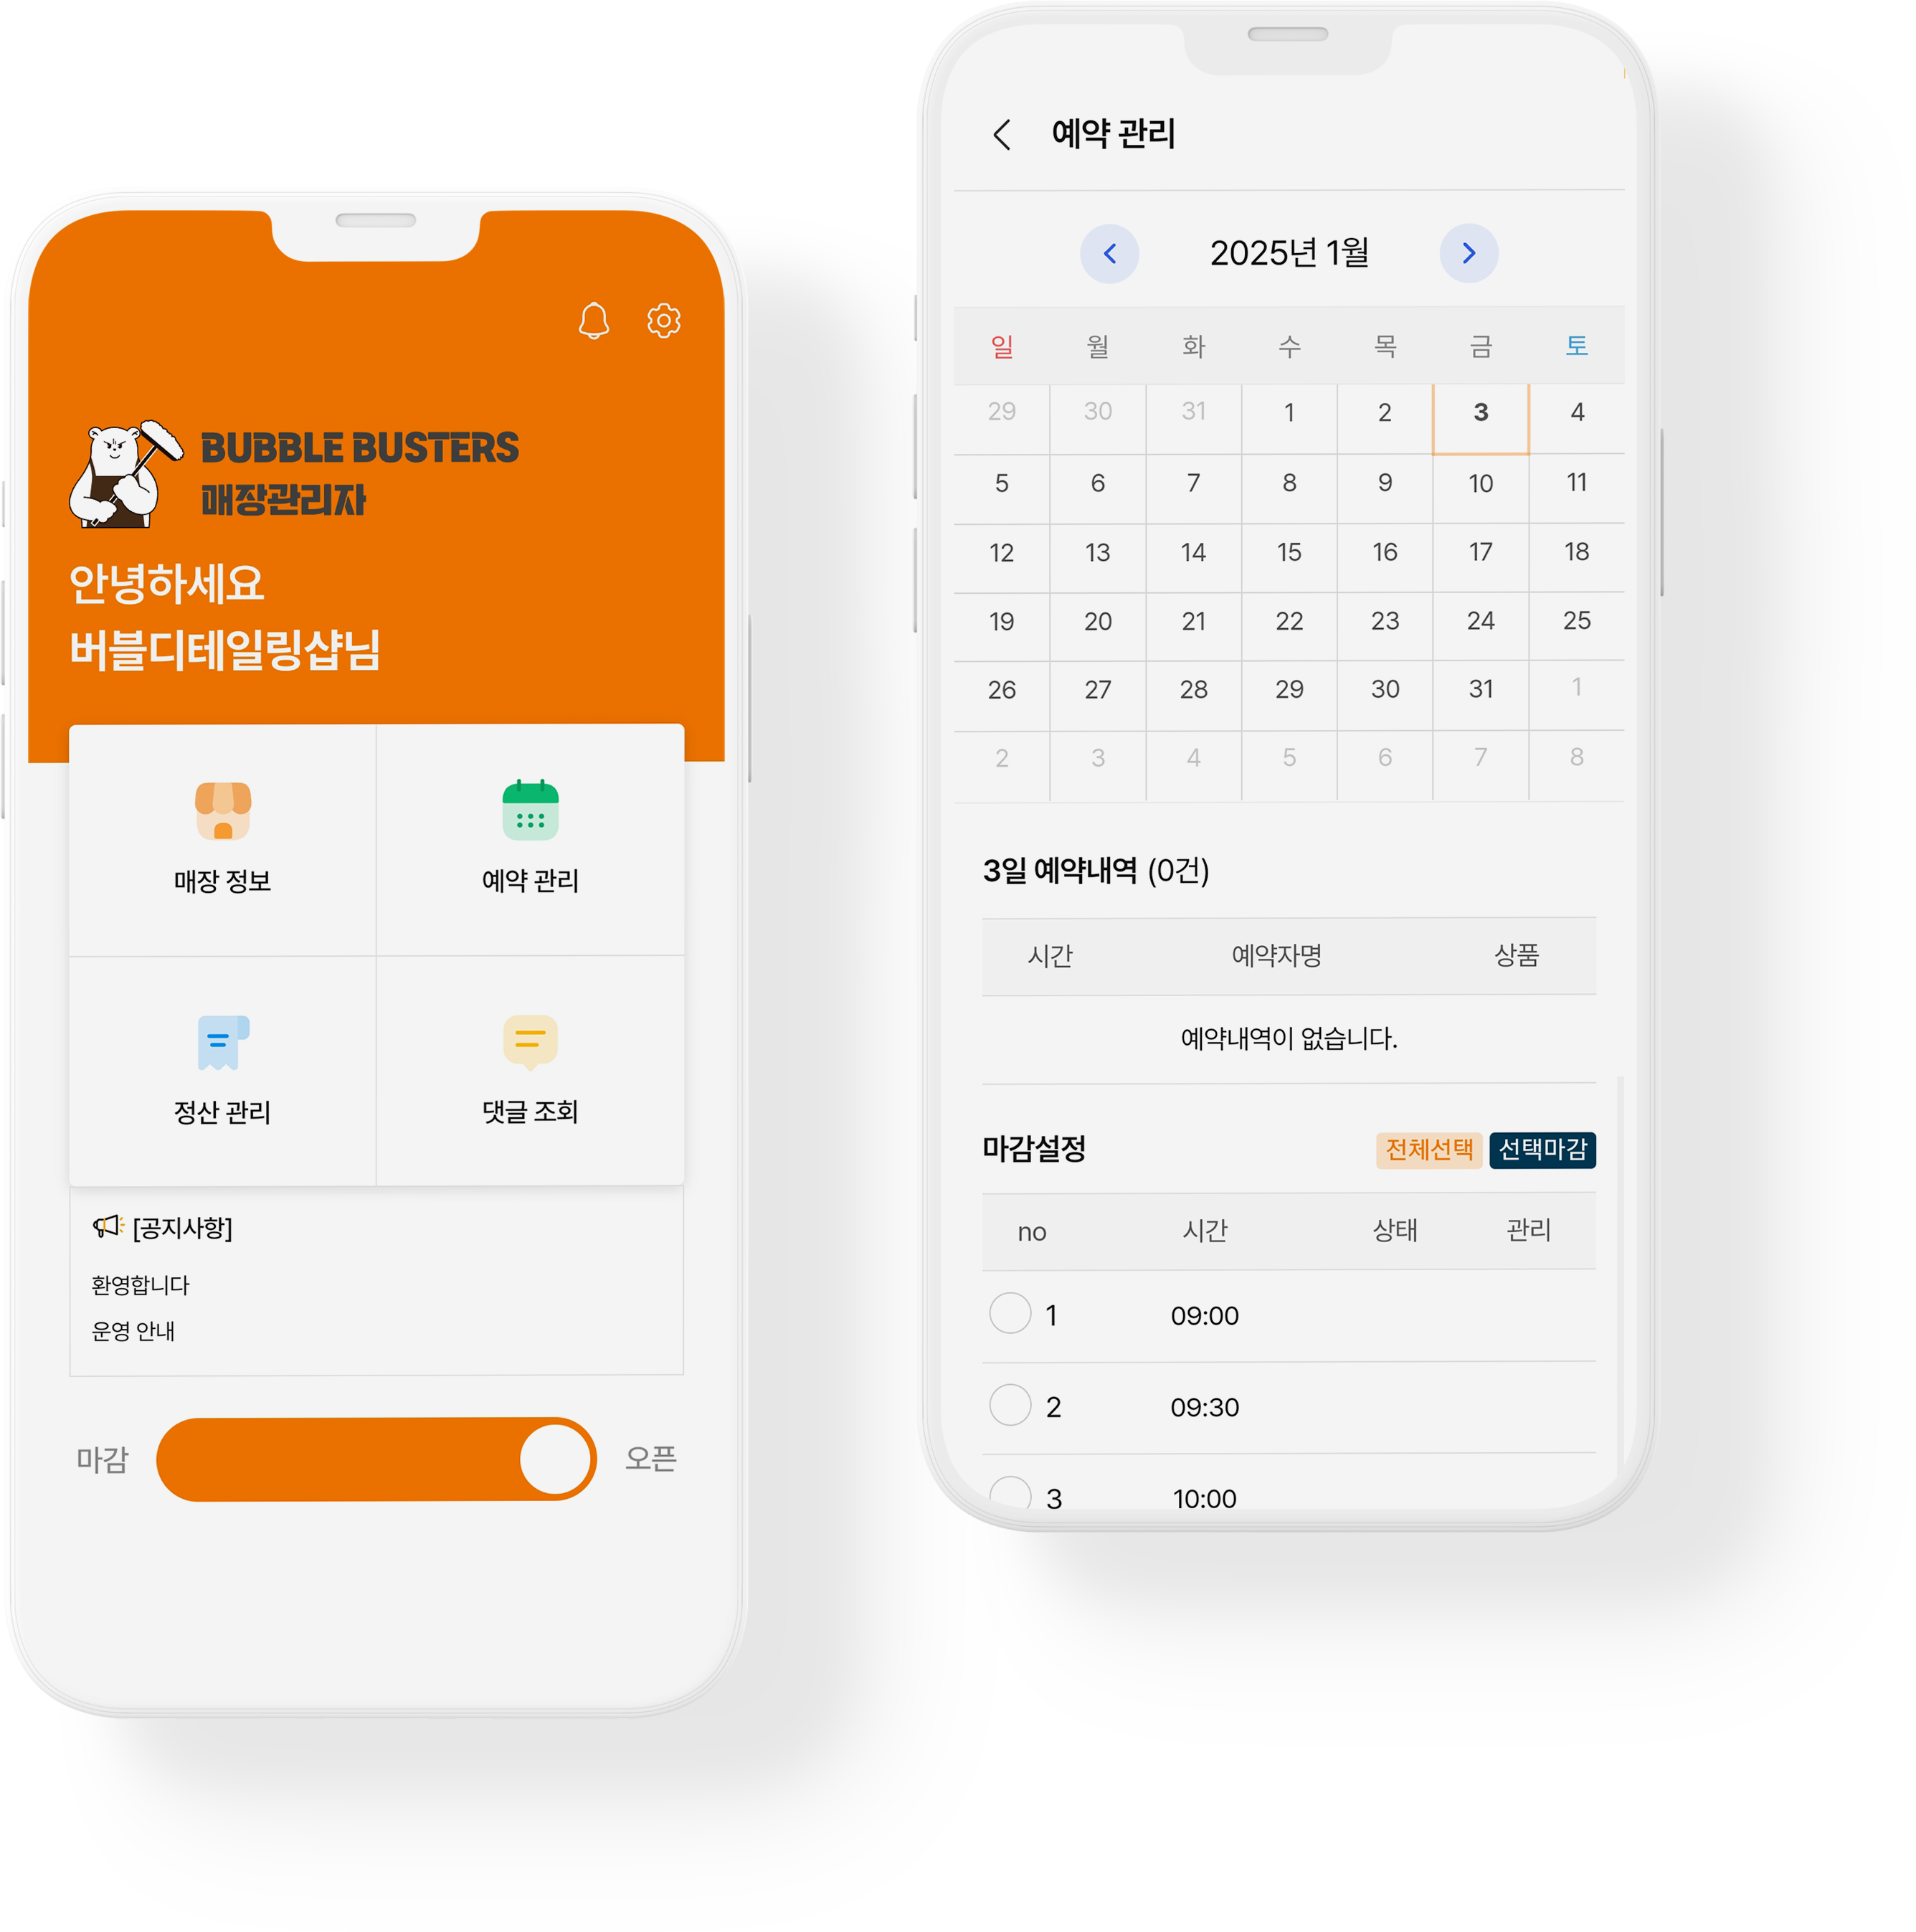 BUBBLE BUSTERS
매장관리자
안녕하세요
버블디테일링샵님
매장 정보
예약 관리
정산 관리
댓글 조회
[공지사항]
환영합니다
운영 안내
마감 오픈
예약 관리
2025년 1월
일 월 화 수 목 금 토
29 30 31 1 2 3 4
5 6 7 8 9 10 11
12 13 14 15 16 17 18
19 20 21 22 23 24 25
26 27 28 29 30 31 1
2 3 4 5 6 7 8
3일 예약내역 (0건)
시간 예약자명 상품
예약내역이 없습니다.
마감설정 전체선택 선택마감
no 시간 상태 관리
1 09:00
2 09:30
3 10:00